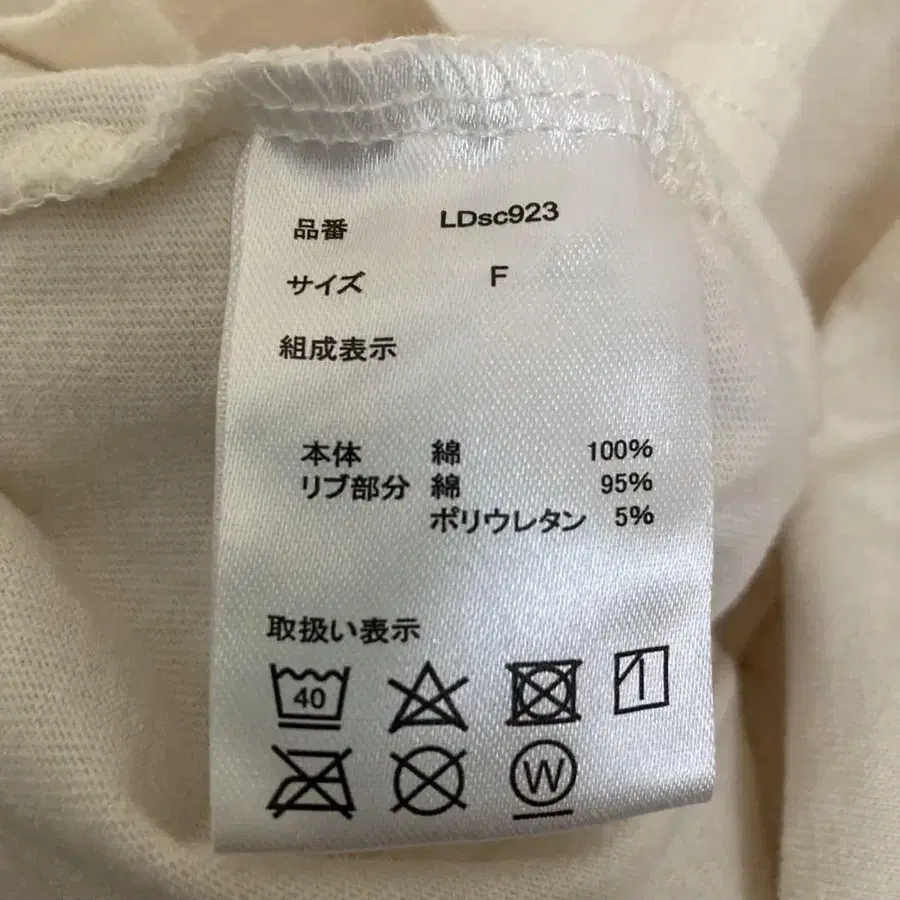 品番 LDsc923
サイズ F
組成表示
本体 綿 100%
リブ部分 綿 95%
ポリウレタン 5%
取扱い表示
40
W